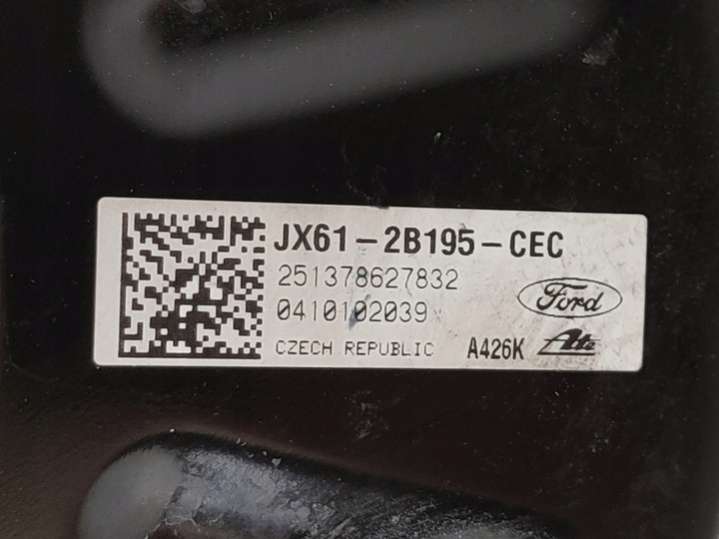 JX61-2B195-CEC
251378627832
0410102039
CZECH REPUBLIC A426K
Ford
Ate